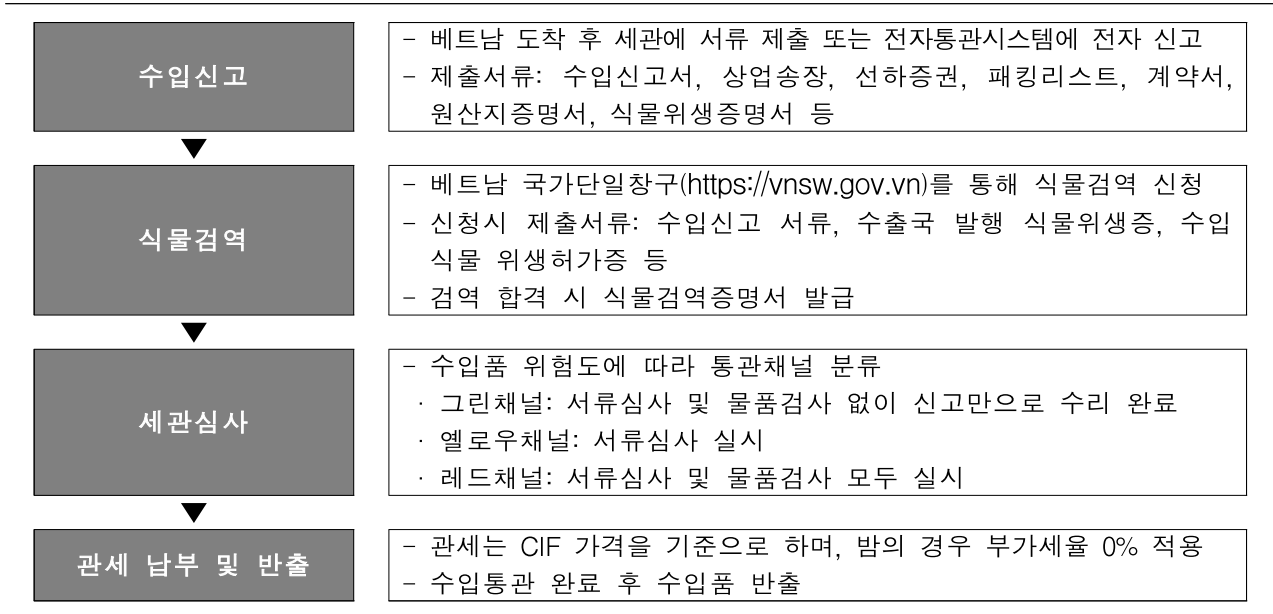 수입신고
- 베트남 도착 후 세관에 서류 제출 또는 전자통관시스템에 전자 신고
- 제출서류: 수입신고서, 상업송장, 선하증권, 패킹리스트, 계약서,
원산지증명서, 식물위생증명서 등
▼
식물검역
- 베트남 국가단일창구(https://vnsw.gov.vn)를 통해 식물검역 신청
- 신청시 제출서류: 수입신고 서류, 수출국 발행 식물위생증, 수입
식물 위생허가증 등
- 검역 합격 시 식물검역증명서 발급
▼
세관심사
- 수입품 위험도에 따라 통관채널 분류
· 그린채널: 서류심사 및 물품검사 없이 신고만으로 수리 완료
· 옐로우채널: 서류심사 실시
· 레드채널: 서류심사 및 물품검사 모두 실시
▼
관세 납부 및 반출
- 관세는 CIF 가격을 기준으로 하며, 밤의 경우 부가세율 0% 적용
- 수입통관 완료 후 수입품 반출